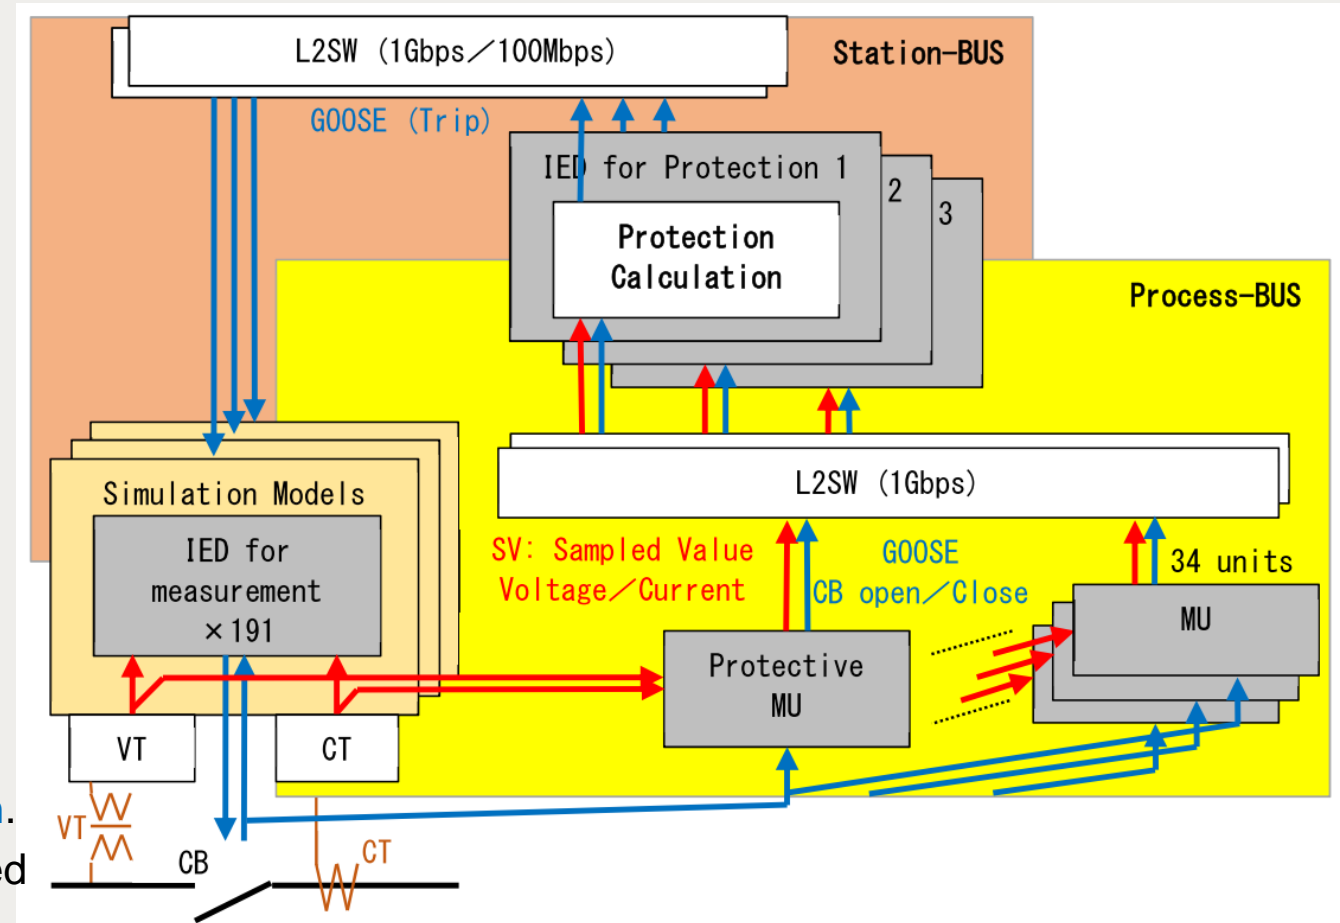 L2SW (1Gbps／100Mbps)
Station-BUS
GOOSE (Trip)
IED for Protection 1
2
3
Protection
Calculation
Process-BUS
L2SW (1Gbps)
Simulation Models
IED for
measurement
×191
SV: Sampled Value
Voltage／Current
GOOSE
CB open／Close
34 units
MU
Protective
MU
VT
CT
VT
CB
CT
.
ed